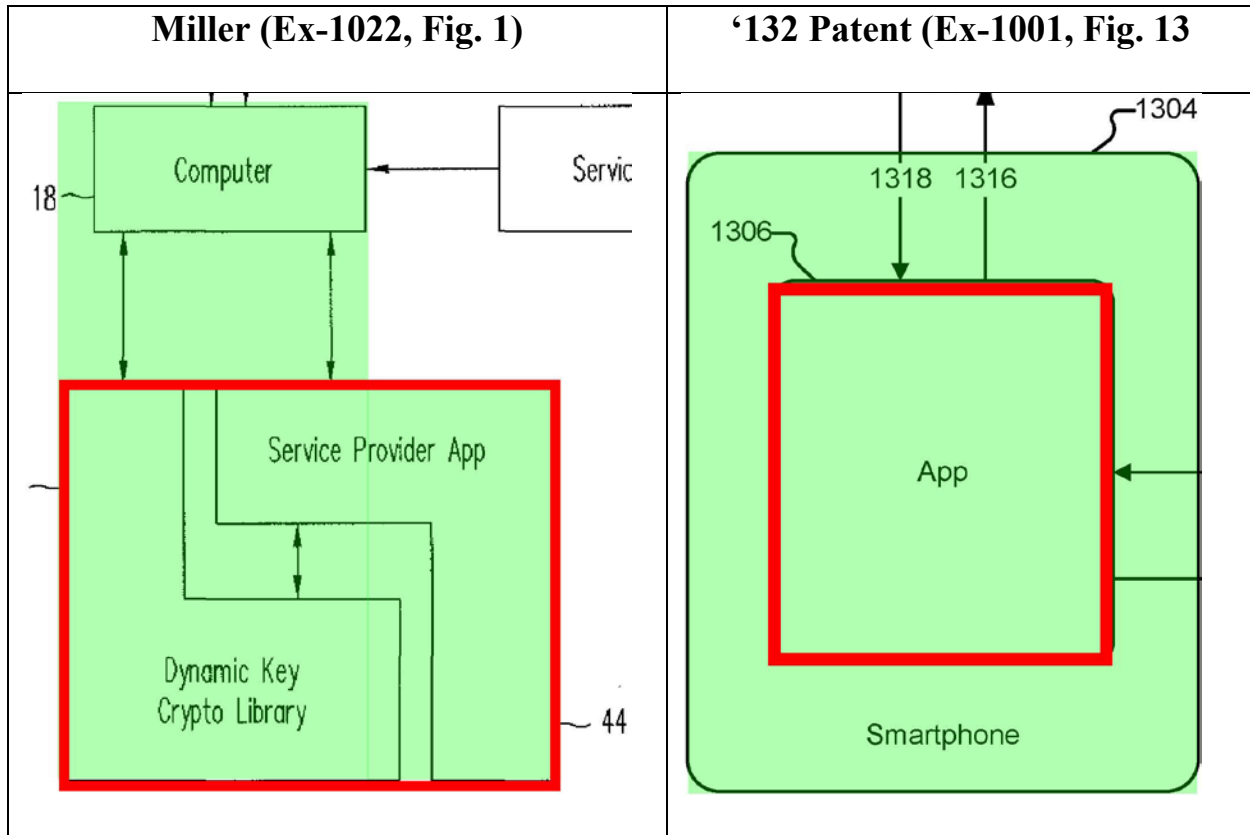 Miller (Ex-1022, Fig. 1)
‘132 Patent (Ex-1001, Fig. 13
Computer
Servic
18
Service Provider App
Dynamic Key
Crypto Library
44
1304
1318 1316
1306
App
Smartphone